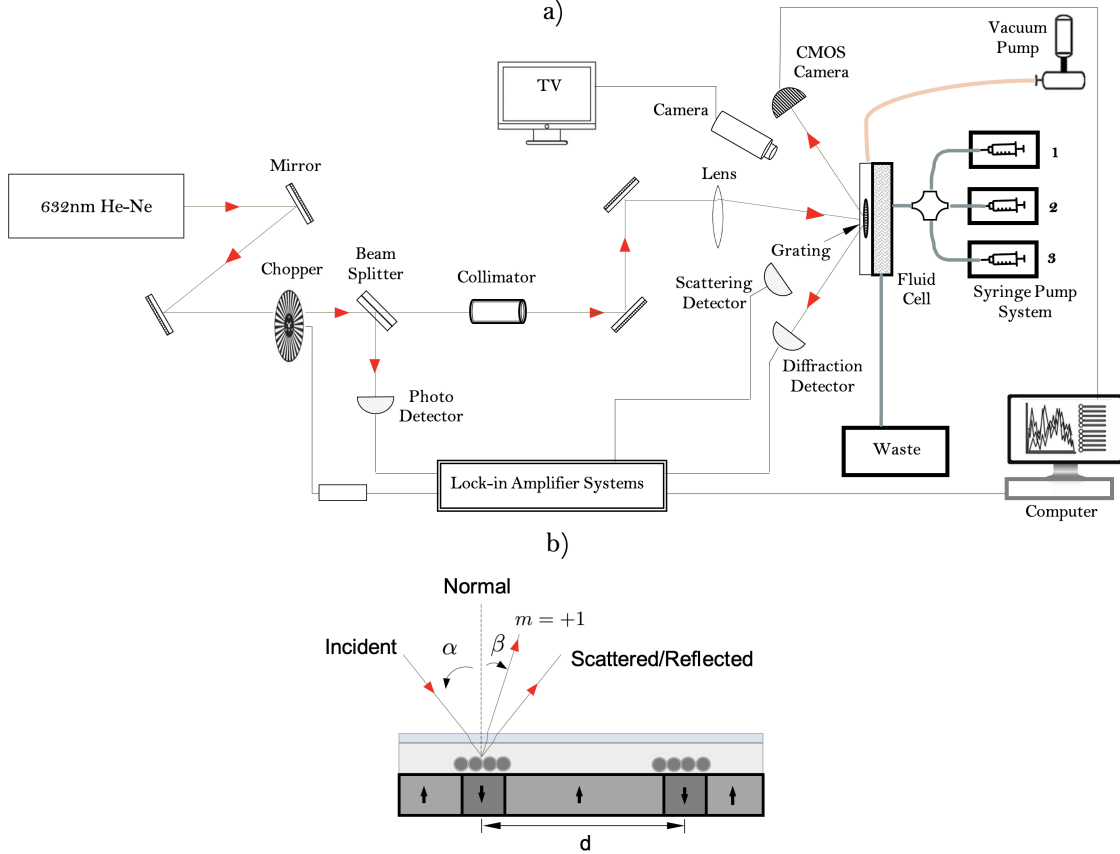 a)
Vacuum
Pump
CMOS
Camera
TV
Camera
1
Mirror
Lens
632nm He-Ne
2
Grating
Chopper
Beam
Splitter
Collimator
Scattering
Detector
Fluid
Cell
3
Syringe Pump
System
Diffraction
Detector
Photo
Detector
Waste
Lock-in Amplifier Systems
Computer
b)
Normal
m = +1
Incident
α
β
Scattered/Reflected
d